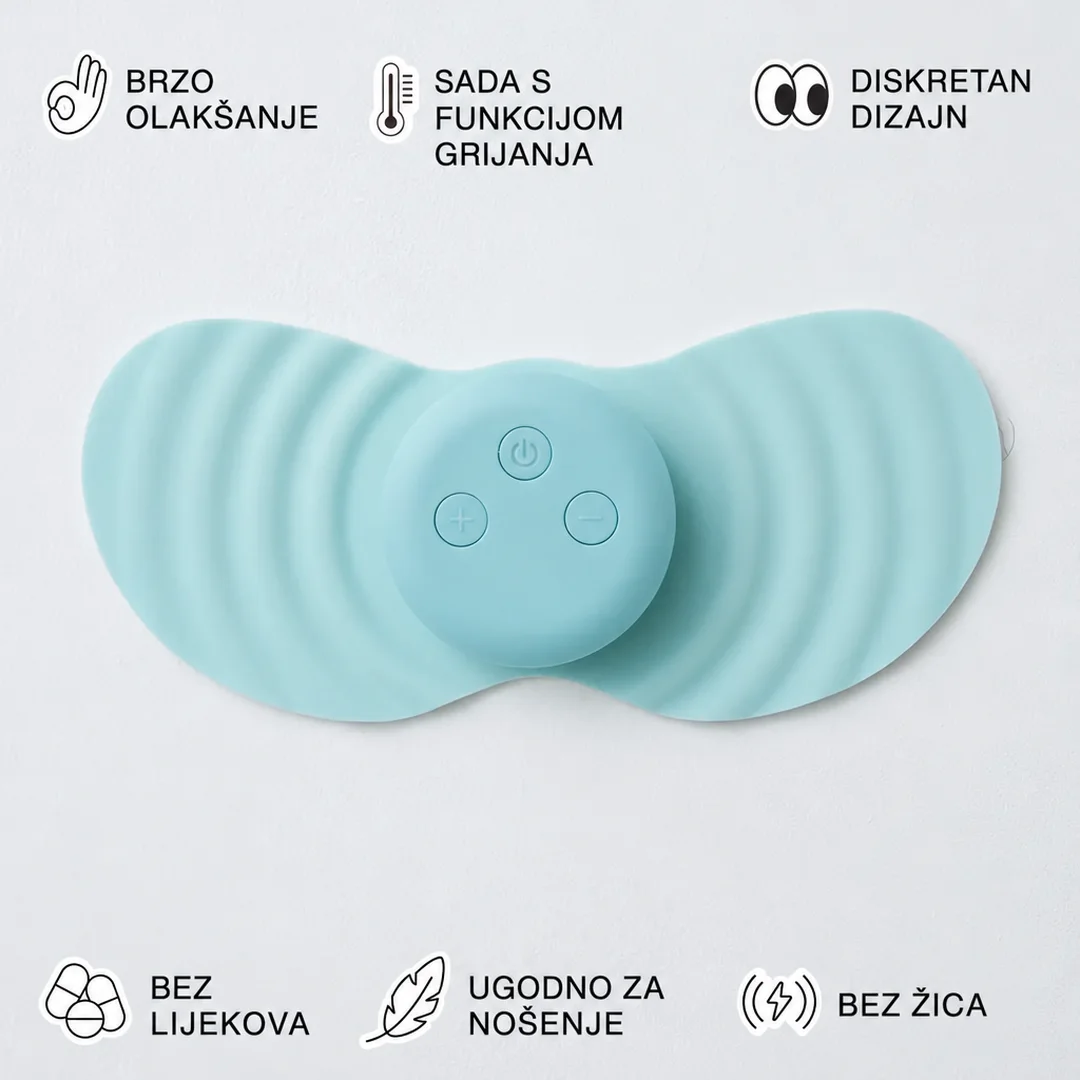 BRZO
OLAKŠANJE
SADA S
FUNKCIJOM
GRIJANJA
DISKRETAN
DIZAJN
BEZ
LIJEKOVA
UGODNO ZA
NOŠENJE
BEZ ŽICA